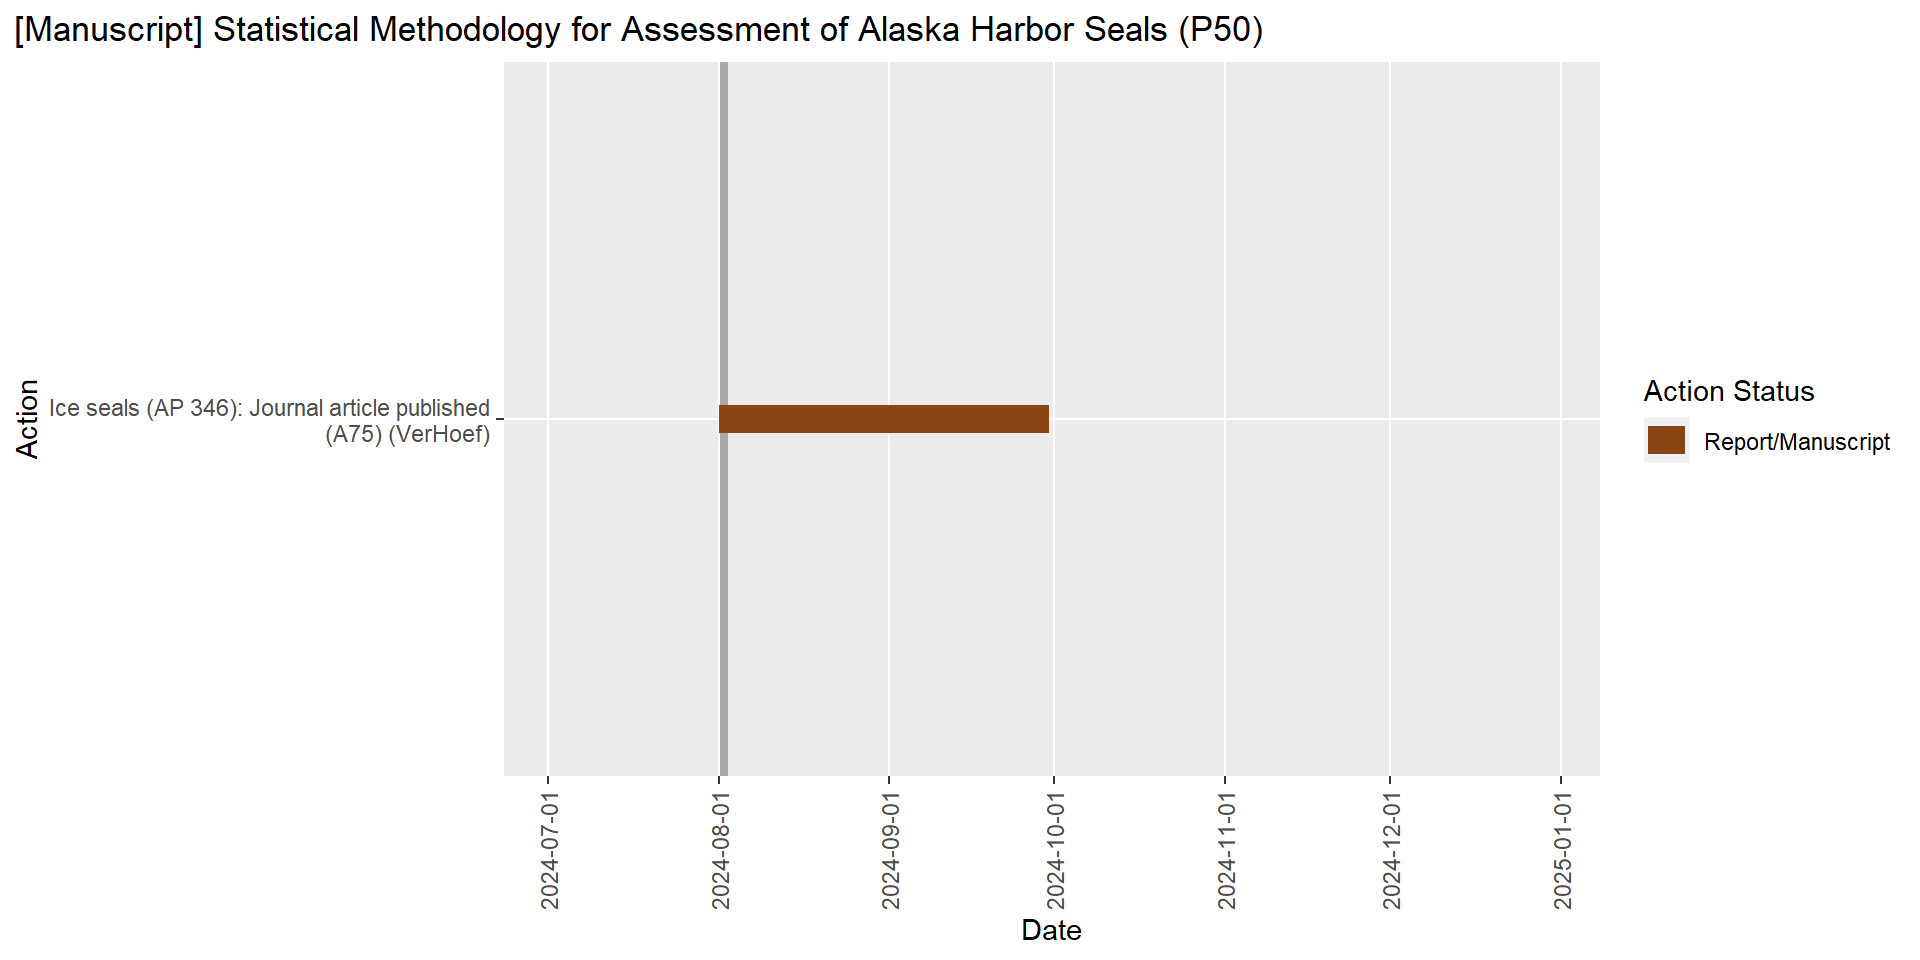 [Manuscript] Statistical Methodology for Assessment of Alaska Harbor Seals (P50)
Action
Ice seals (AP 346): Journal article published
(A75) (VerHoef)
2024-07-01
2024-08-01
2024-09-01
2024-10-01
2024-11-01
2024-12-01
2025-01-01
Date
Action Status
Report/Manuscript